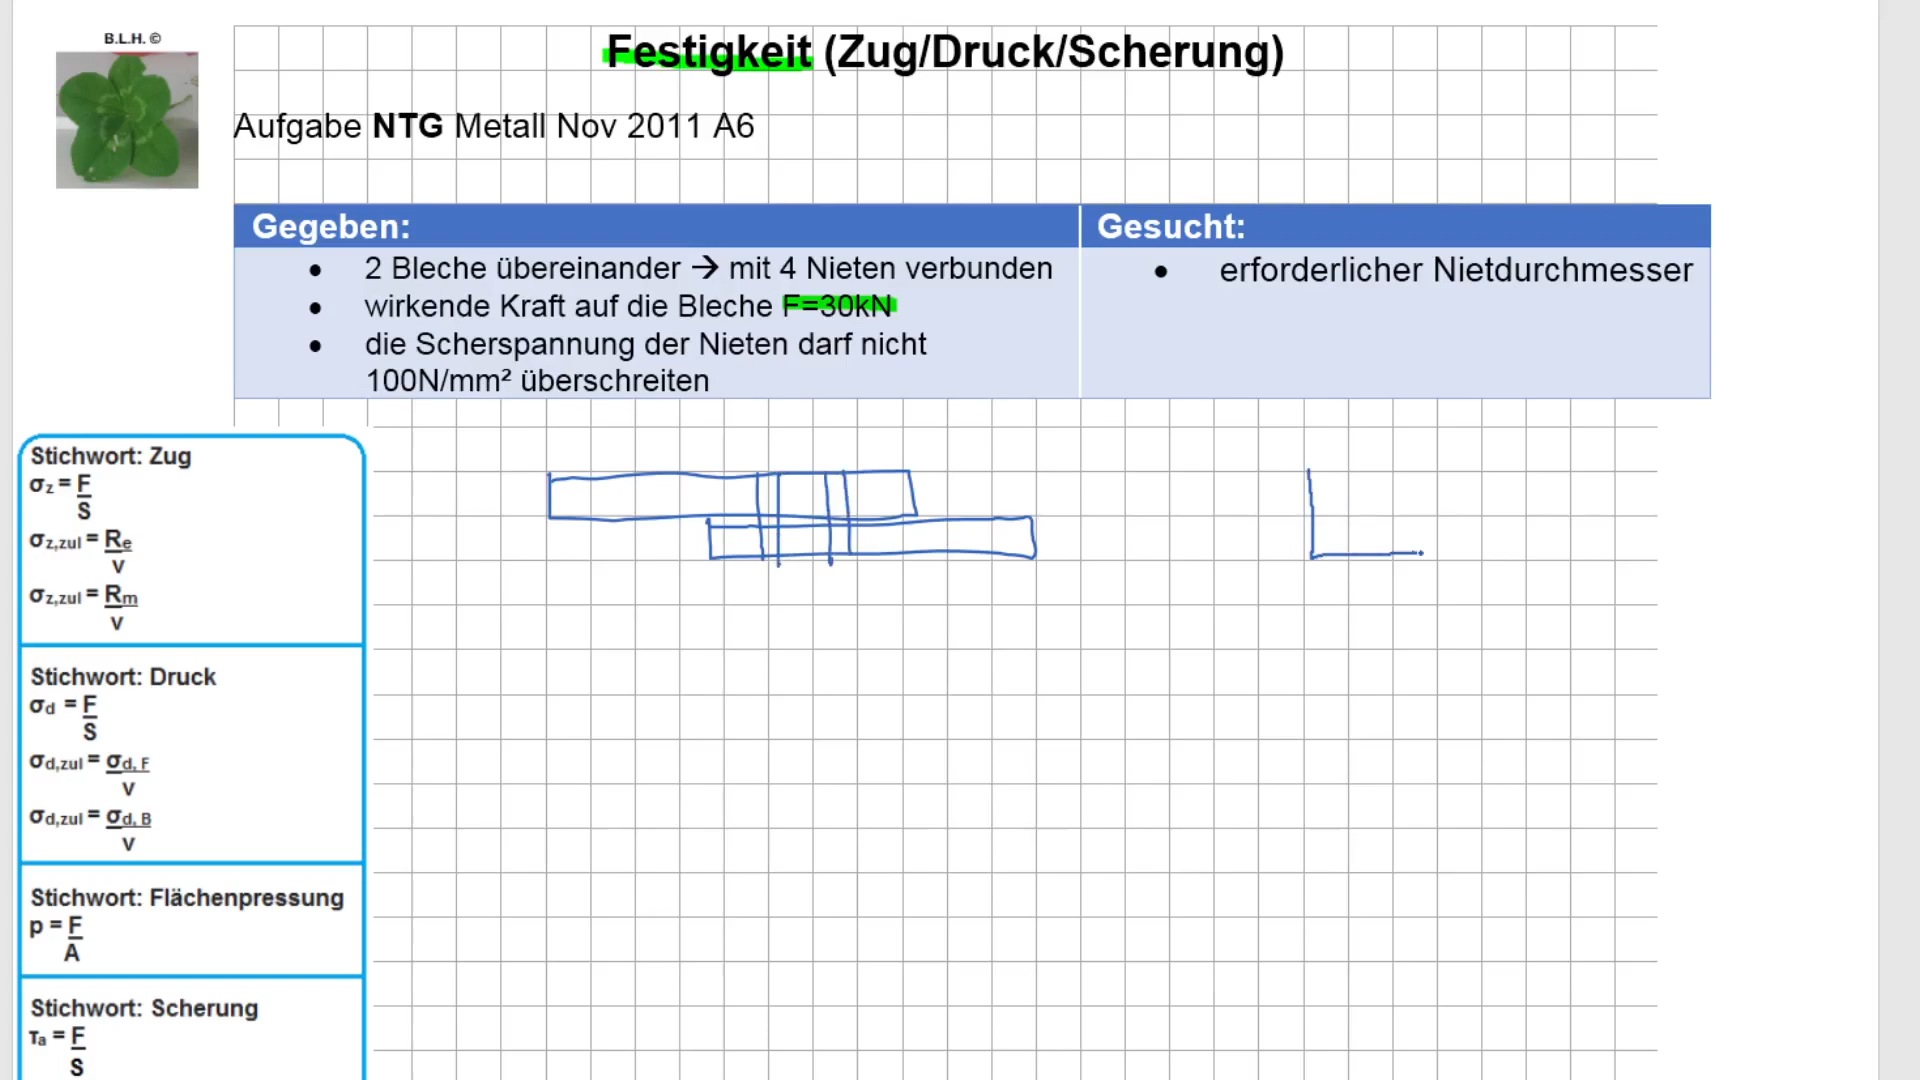 B.L.H. ©
Festigkeit (Zug/Druck/Scherung)
Aufgabe NTG Metall Nov 2011 A6
Gegeben:
Gesucht:
• 2 Bleche übereinander → mit 4 Nieten verbunden
• wirkende Kraft auf die Bleche F=30kN
• die Scherspannung der Nieten darf nicht
100N/mm² überschreiten
• erforderlicher Nietdurchmesser
Stichwort: Zug
σz = F
S
σz,zul = Re
v
σz,zul = Rm
v
Stichwort: Druck
σd = F
S
σd,zul = σd, F
v
σd,zul = σd, B
v
Stichwort: Flächenpressung
p = F
A
Stichwort: Scherung
τa = F
S